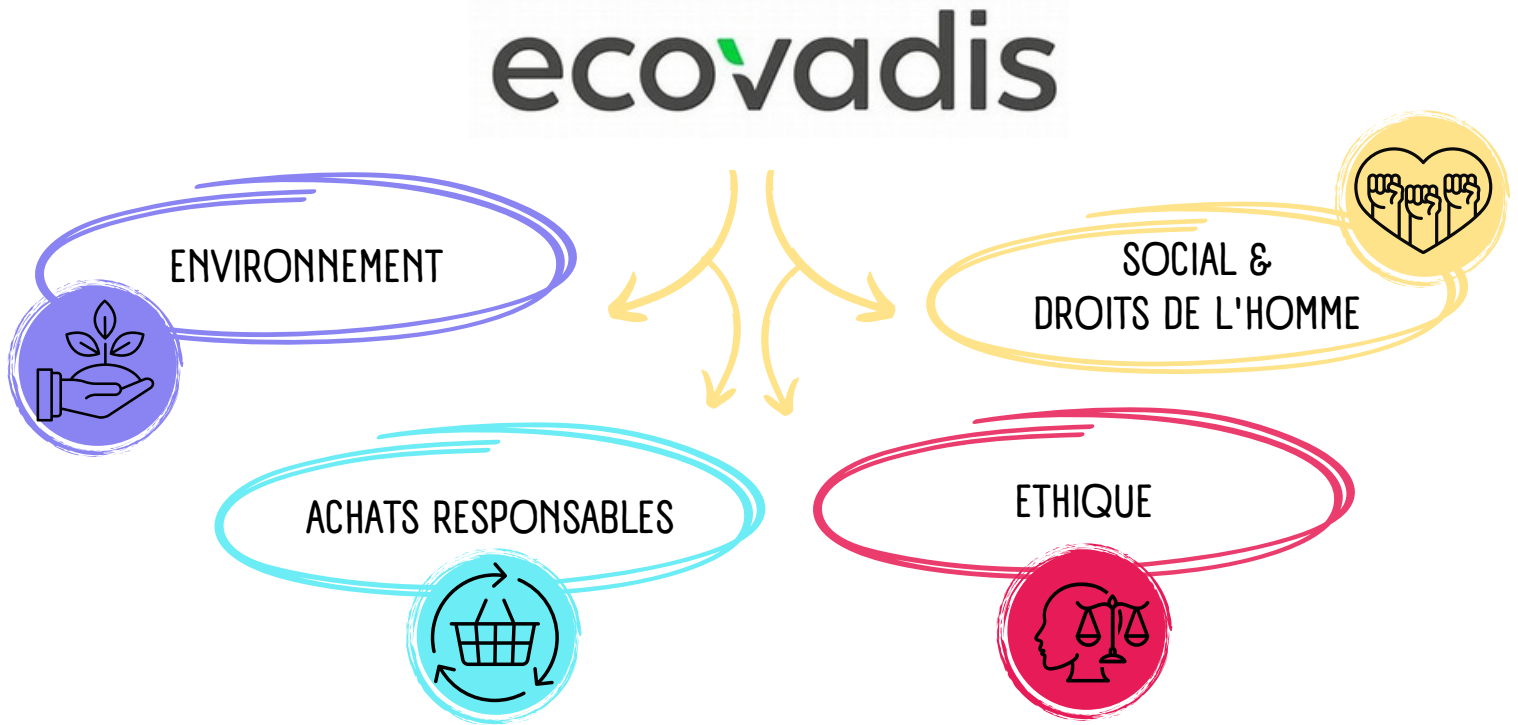 ecovadis
ENVIRONNEMENT
SOCIAL &
DROITS DE L'HOMME
ACHATS RESPONSABLES
ETHIQUE